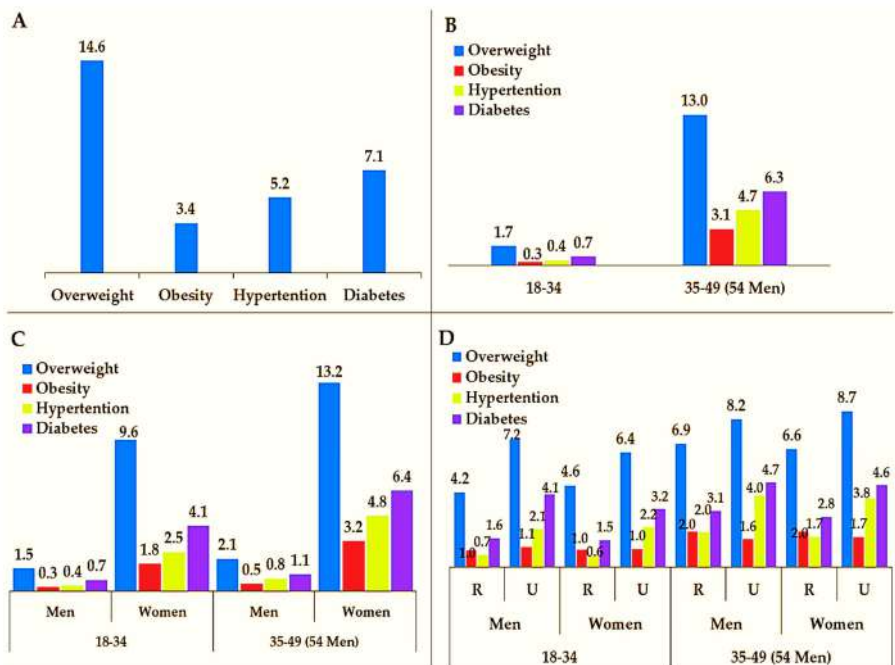 A
14.6
3.4
5.2
7.1
Overweight Obesity Hypertention Diabetes
B
Overweight
Obesity
Hypertention
Diabetes
1.7
0.3
0.4
0.7
13.0
3.1
4.7
6.3
18-34 35-49 (54 Men)
C
Overweight
Obesity
Hypertention
Diabetes
1.5
0.3
0.4
0.7
9.6
1.8
2.5
4.1
2.1
0.5
0.8
1.1
13.2
3.2
4.8
6.4
Men Women Men Women
18-34 35-49 (54 Men)
D
Overweight
Obesity
Hypertention
Diabetes
4.2
1.0
0.7
1.6
7.2
1.1
2.1
4.1
4.6
1.0
0.6
1.5
6.4
1.0
2.2
3.2
6.9
2.0
2.0
3.1
8.2
1.6
4.0
4.7
6.6
2.0
1.7
2.8
8.7
1.7
3.8
4.6
R U R U R U R U
Men Women Men Women
18-34 35-49 (54 Men)